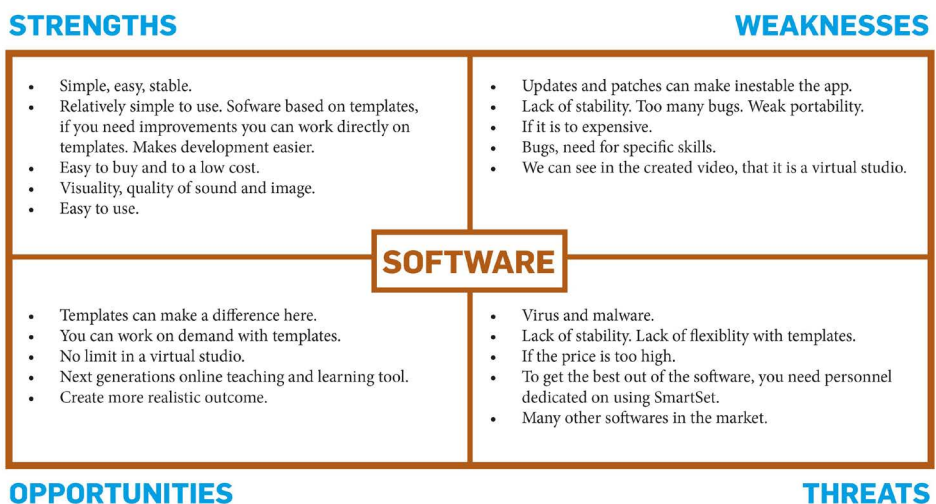 STRENGTHS
WEAKNESSES
• Simple, easy, stable.
• Relatively simple to use. Sofware based on templates,
if you need improvements you can work directly on
templates. Makes development easier.
• Easy to buy and to a low cost.
• Visuality, quality of sound and image.
• Easy to use.
• Updates and patches can make inestable the app.
• Lack of stability. Too many bugs. Weak portability.
• If it is to expensive.
• Bugs, need for specific skills.
• We can see in the created video, that it is a virtual studio.
SOFTWARE
• Templates can make a difference here.
• You can work on demand with templates.
• No limit in a virtual studio.
• Next generations online teaching and learning tool.
• Create more realistic outcome.
• Virus and malware.
• Lack of stability. Lack of flexiblity with templates.
• If the price is too high.
• To get the best out of the software, you need personnel
dedicated on using SmartSet.
• Many other softwares in the market.
OPPORTUNITIES
THREATS